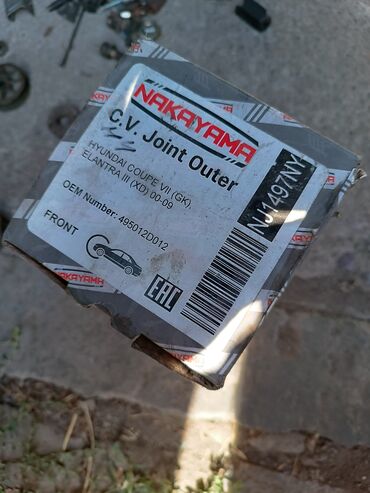 NAKAYAMA
C.V. Joint Outer
HYUNDAI COUPE VII (GK),
ELANTRA III (XD) 00-09
OEM Number: 495012D012
FRONT
EAC
NJ1497NY
NAKAYAMA
NAKAYAMA